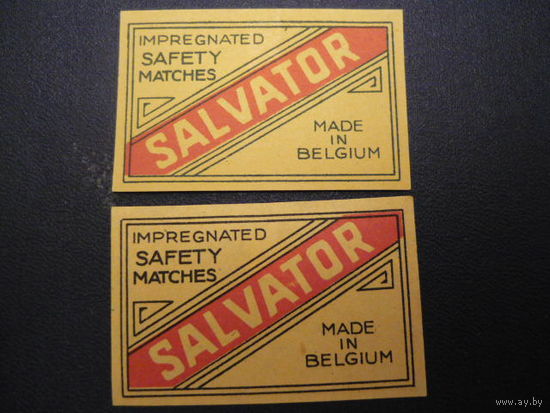 IMPREGNATED
SAFETY
MATCHES
SALVATOR
MADE
IN
BELGIUM
IMPREGNATED
SAFETY
MATCHES
SALVATOR
MADE
IN
BELGIUM
www.ay.by